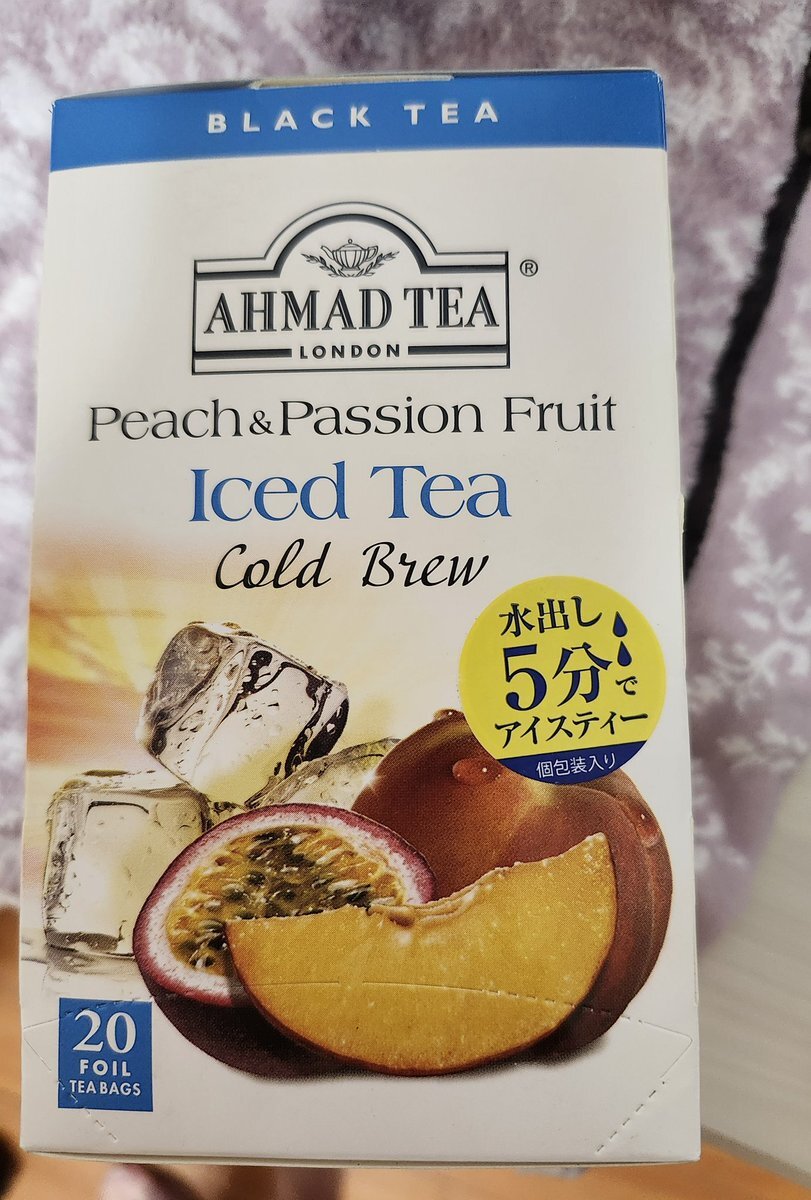 BLACK TEA
AHMAD TEA ®
LONDON
Peach & Passion Fruit
Iced Tea
Cold Brew
水出し
5分で
アイスティー
個包装入り
20
FOIL
TEA BAGS